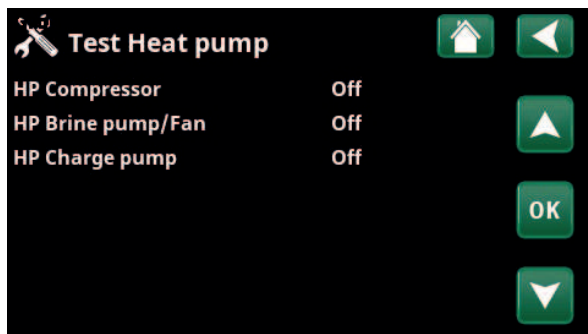 Test Heat pump
HP Compressor Off
HP Brine pump/Fan Off
HP Charge pump Off
OK